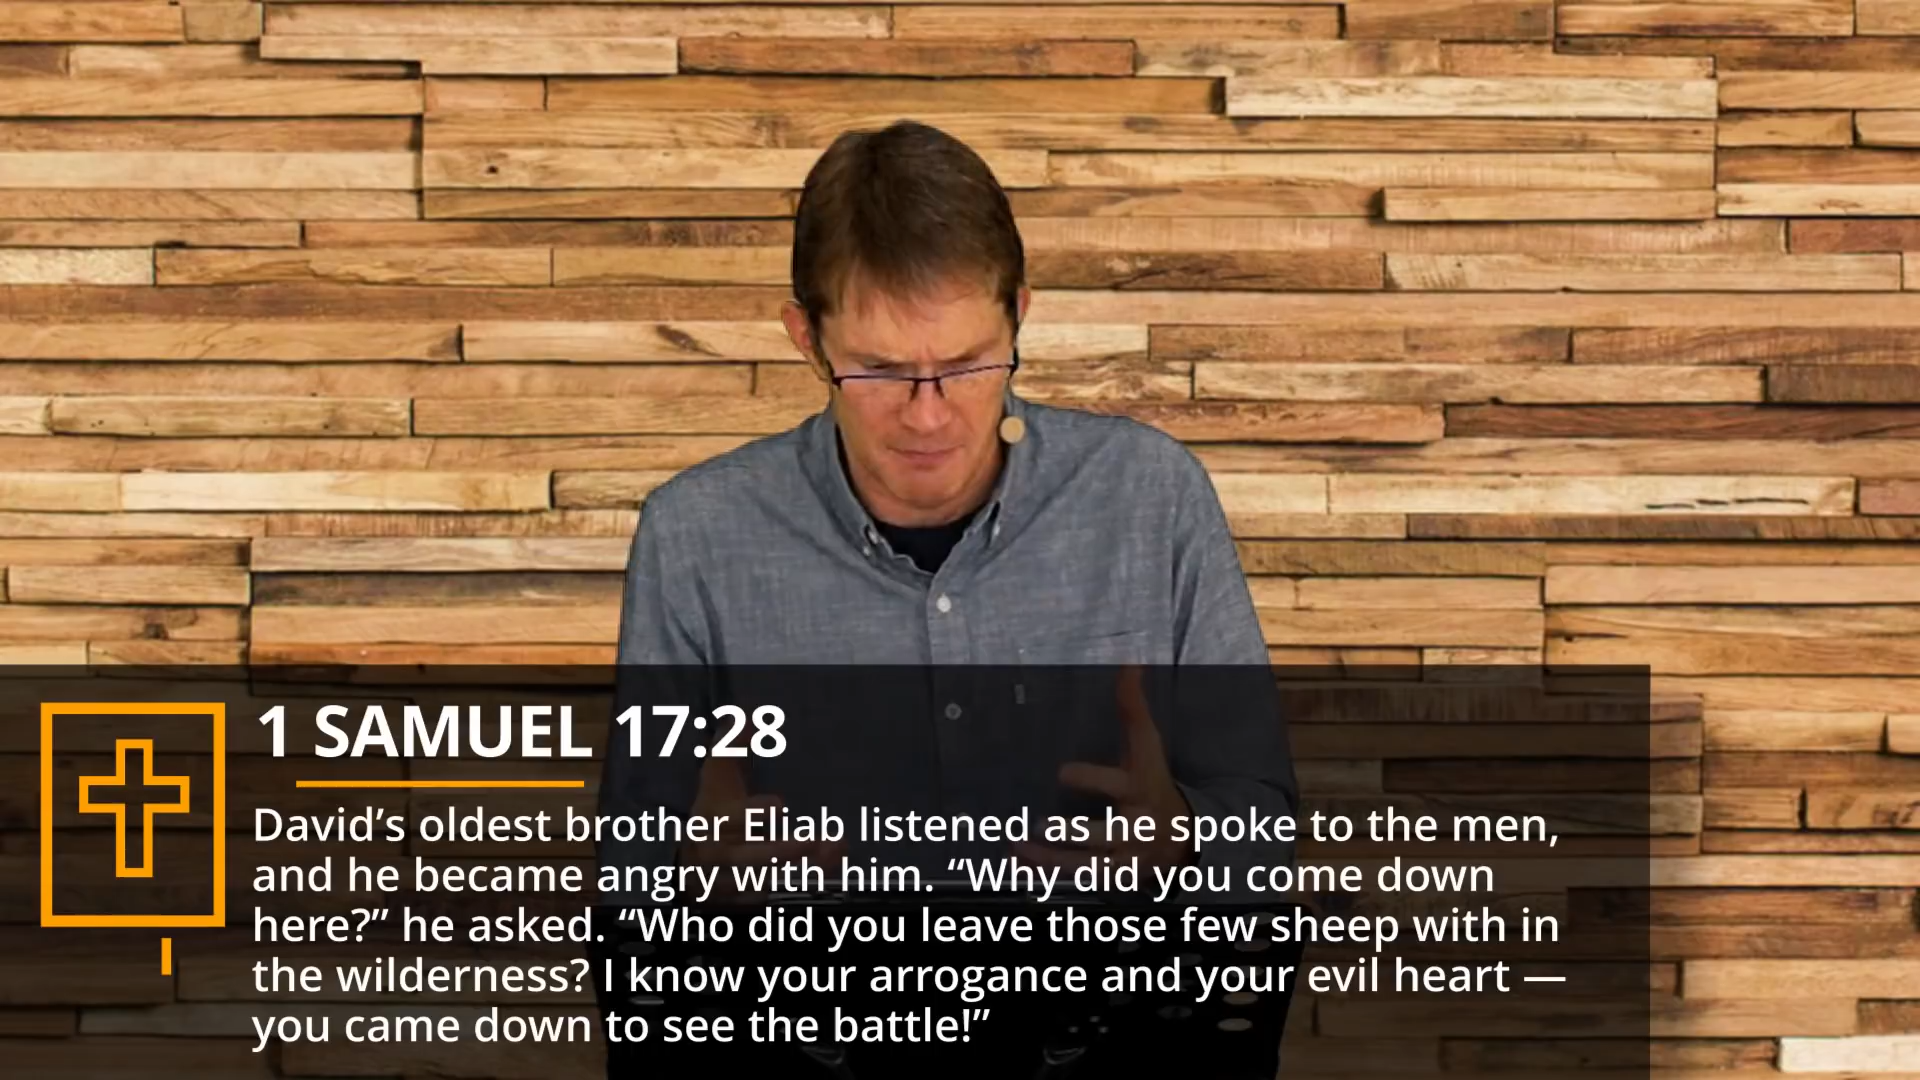 1 SAMUEL 17:28
David’s oldest brother Eliab listened as he spoke to the men,
and he became angry with him. “Why did you come down
here?” he asked. “Who did you leave those few sheep with in
the wilderness? I know your arrogance and your evil heart —
you came down to see the battle!”